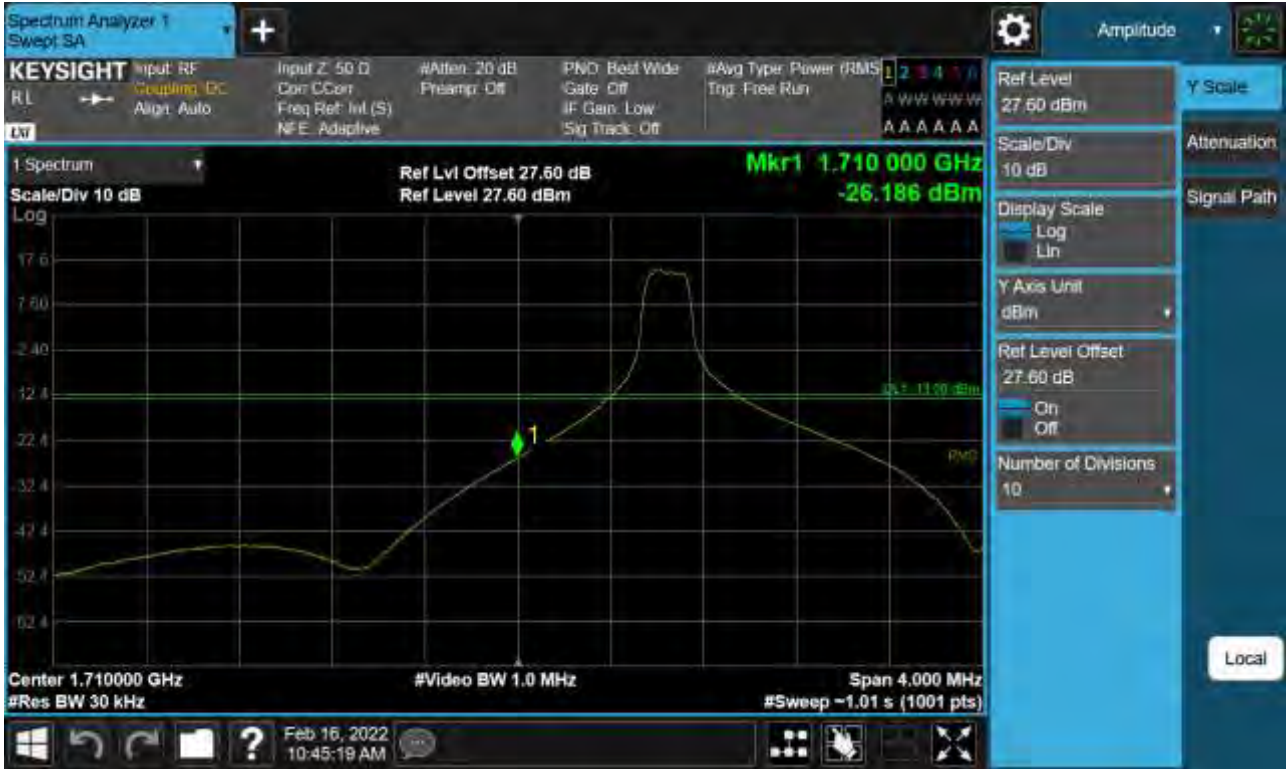 Spectrum Analyzer 1
Swept SA
Amplitude
KEYSIGHT
RL
Input: RF
Coupling: DC
Align: Auto
Input Z: 50 Ω
Corr CCorr
Freq Ref: Int (S)
NFE: Adaptive
#Atten: 20 dB
Preamp: Off
PNO: Best Wide
Gate: Off
IF Gain: Low
Sig Track: Off
#Avg Type: Power (RMS
Trig: Free Run
1 2 3 4 5 6
A W W W W W
A A A A A A
1 Spectrum
Scale/Div 10 dB
Log
Ref Lvl Offset 27.60 dB
Ref Level 27.60 dBm
Mkr1 1.710 000 GHz
-26.186 dBm
17.6
7.60
-2.40
-12.4
-22.4
-32.4
-42.4
-52.4
-62.4
DL1 -13.00 dBm
1
RMS
Center 1.710000 GHz
#Res BW 30 kHz
#Video BW 1.0 MHz
Span 4.000 MHz
#Sweep ~1.01 s (1001 pts)
Ref Level
27.60 dBm
Scale/Div
10 dB
Display Scale
Log
Lin
Y Axis Unit
dBm
Ref Level Offset
27.60 dB
On
Off
Number of Divisions
10
Y Scale
Attenuation
Signal Path
Local
?
Feb 16, 2022
10:45:19 AM